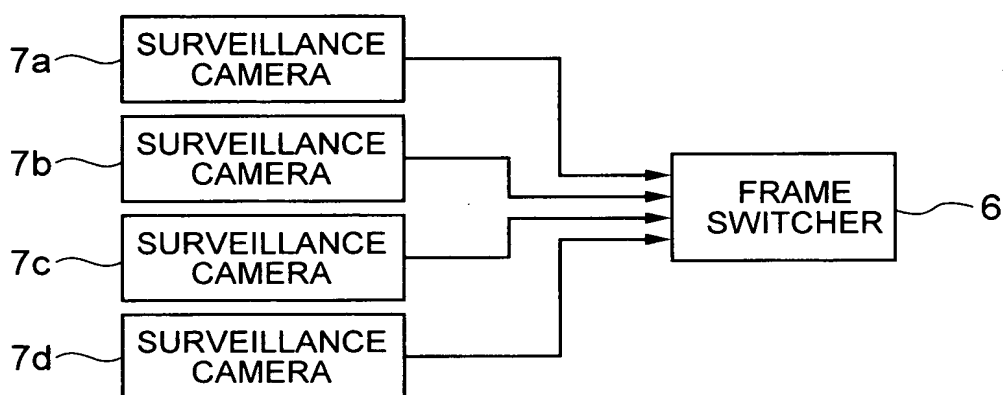 7a
SURVEILLANCE
CAMERA
7b
SURVEILLANCE
CAMERA
7c
SURVEILLANCE
CAMERA
7d
SURVEILLANCE
CAMERA
FRAME
SWITCHER
6